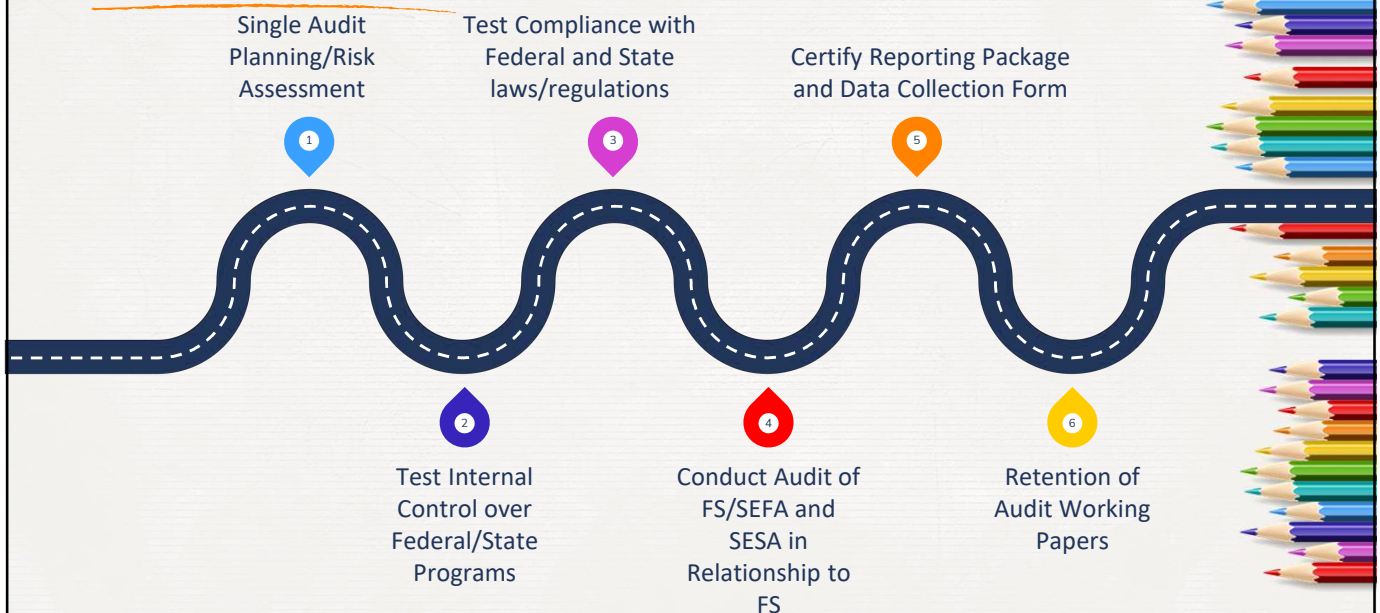 Single Audit
Planning/Risk
Assessment
1
Test Internal
Control over
Federal/State
Programs
2
Test Compliance with
Federal and State
laws/regulations
3
Conduct Audit of
FS/SEFA and
SESA in
Relationship to
FS
4
Certify Reporting Package
and Data Collection Form
5
Retention of
Audit Working
Papers
6